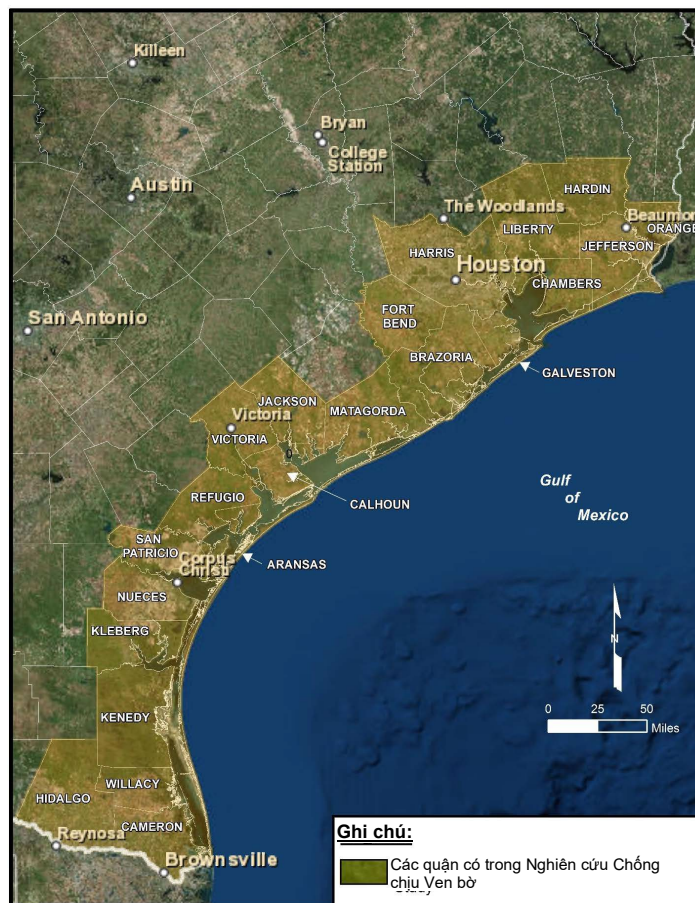 Killeen
Bryan
College
Station
Austin
HARDIN
The Woodlands
Beaumon
LIBERTY
ORANGE
HARRIS
JEFFERSON
Houston
CHAMBERS
San Antonio
FORT
BEND
BRAZORIA
GALVESTON
JACKSON
MATAGORDA
Victoria
VICTORIA
Gulf
of
Mexico
REFUGIO
CALHOUN
SAN
PATRICIO
ARANSAS
Corpus
Christi
NUECES
KLEBERG
N
KENEDY
0 25 50
Miles
WILLACY
HIDALGO
CAMERON
Reynosa
Brownsville
Ghi chú:
Các quận có trong Nghiên cứu Chống
chịu Ven bờ